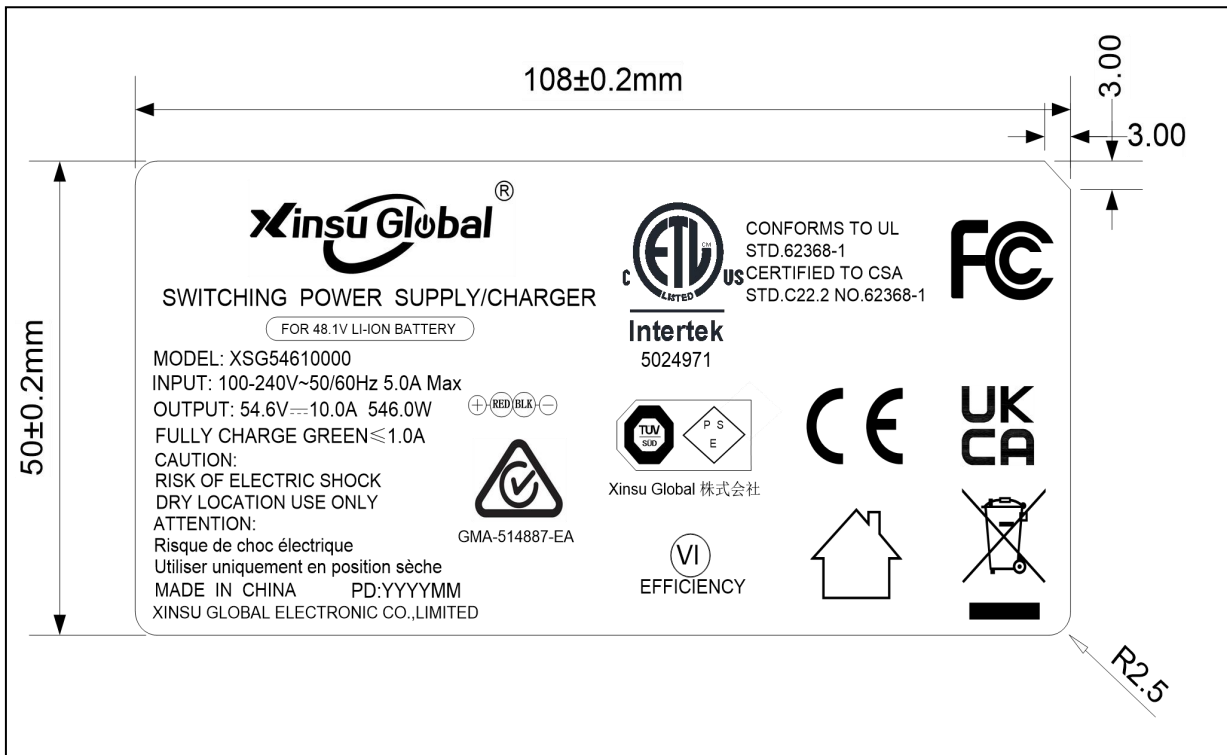 108±0.2mm
3.00
3.00
50±0.2mm
Xinsu Global ®
SWITCHING POWER SUPPLY/CHARGER
FOR 48.1V LI-ION BATTERY
MODEL: XSG54610000
INPUT: 100-240V~50/60Hz 5.0A Max
OUTPUT: 54.6V⎓10.0A 546.0W
+ RED BLK -
FULLY CHARGE GREEN≤1.0A
CAUTION:
RISK OF ELECTRIC SHOCK
DRY LOCATION USE ONLY
ATTENTION:
Risque de choc électrique
Utiliser uniquement en position sèche
MADE IN CHINA PD:YYYYMM
XINSU GLOBAL ELECTRONIC CO.,LIMITED
GMA-514887-EA
C ETL CM US
LISTED
Intertek
5024971
CONFORMS TO UL
STD.62368-1
CERTIFIED TO CSA
STD.C22.2 NO.62368-1
FC
TUV
SUD
P S
E
Xinsu Global 株式会社
CE
UK
CA
VI
EFFICIENCY
R2.5